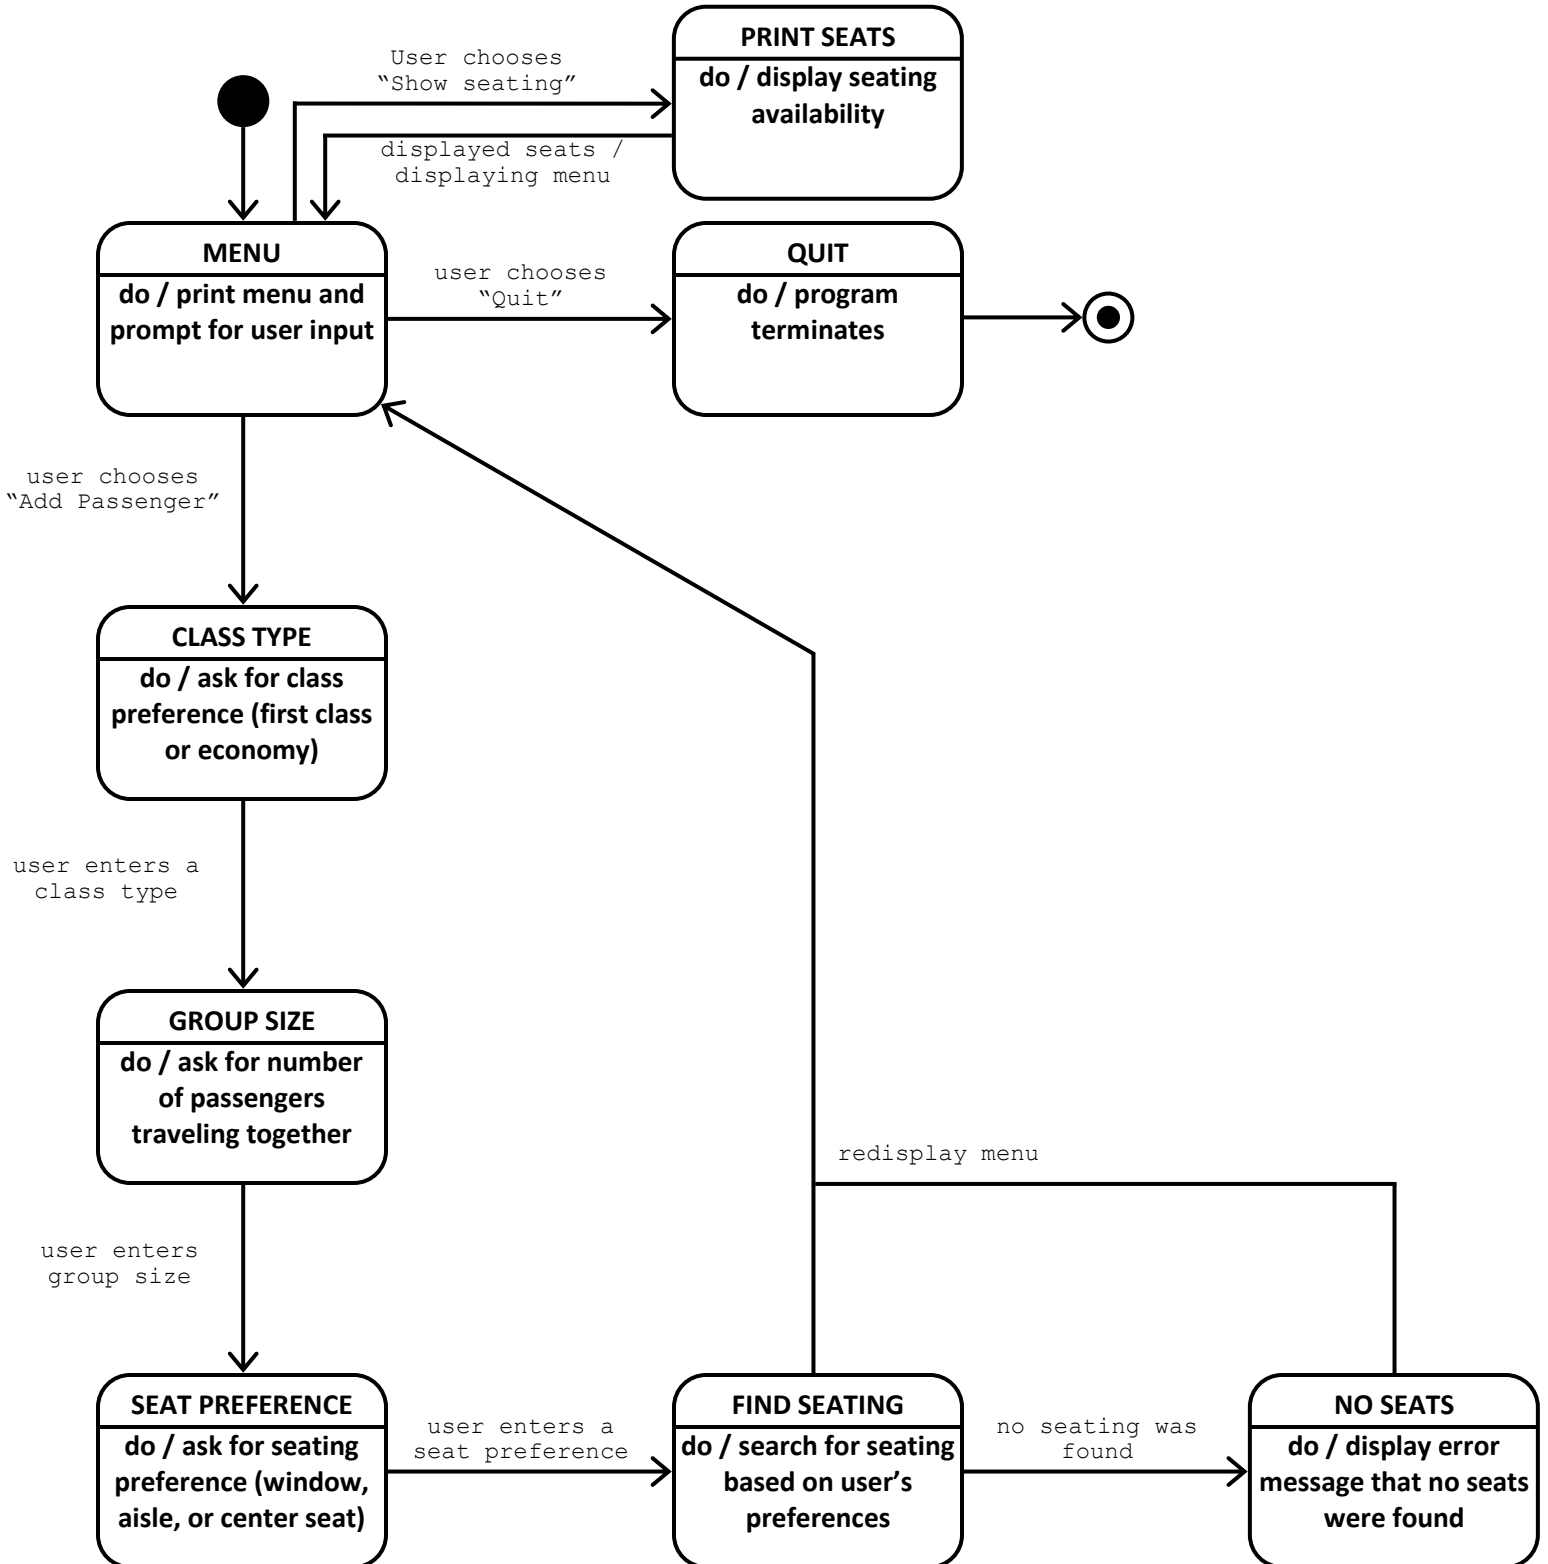 PRINT SEATS
do / display seating
availability
User chooses
“Show seating”
displayed seats /
displaying menu
MENU
do / print menu and
prompt for user input
user chooses
“Quit”
QUIT
do / program
terminates
user chooses
“Add Passenger”
CLASS TYPE
do / ask for class
preference (first class
or economy)
user enters a
class type
GROUP SIZE
do / ask for number
of passengers
traveling together
redisplay menu
user enters
group size
SEAT PREFERENCE
do / ask for seating
preference (window,
aisle, or center seat)
user enters a
seat preference
FIND SEATING
do / search for seating
based on user’s
preferences
no seating was
found
NO SEATS
do / display error
message that no seats
were found